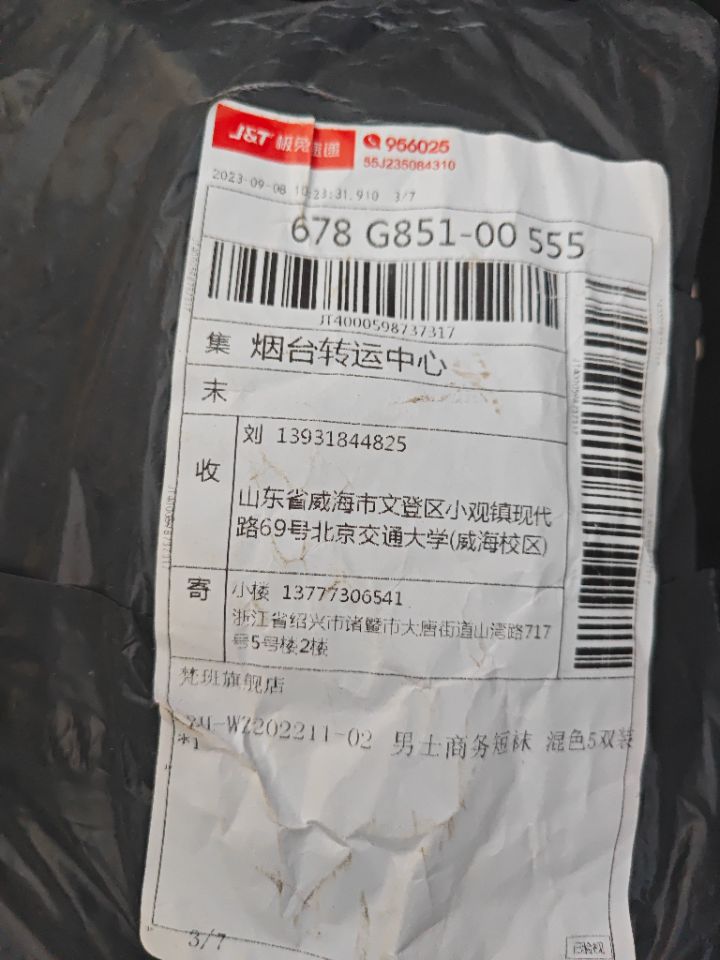 J&T 极兔速递
956025
55J235084310
2023-09-08 10:23:31.910 3/7
678 G851-00 555
JT4000598737317
集 烟台转运中心
末
收
刘 13931844825
山东省威海市文登区小观镇现代
路69号北京交通大学(威海校区)
寄
小楼 13777306541
浙江省绍兴市诸暨市大唐街道山湾路717
号5号楼2楼
梵班旗舰店
-WZ202211-02 男士商务短袜 混色5双装
*1
3/7
已验视